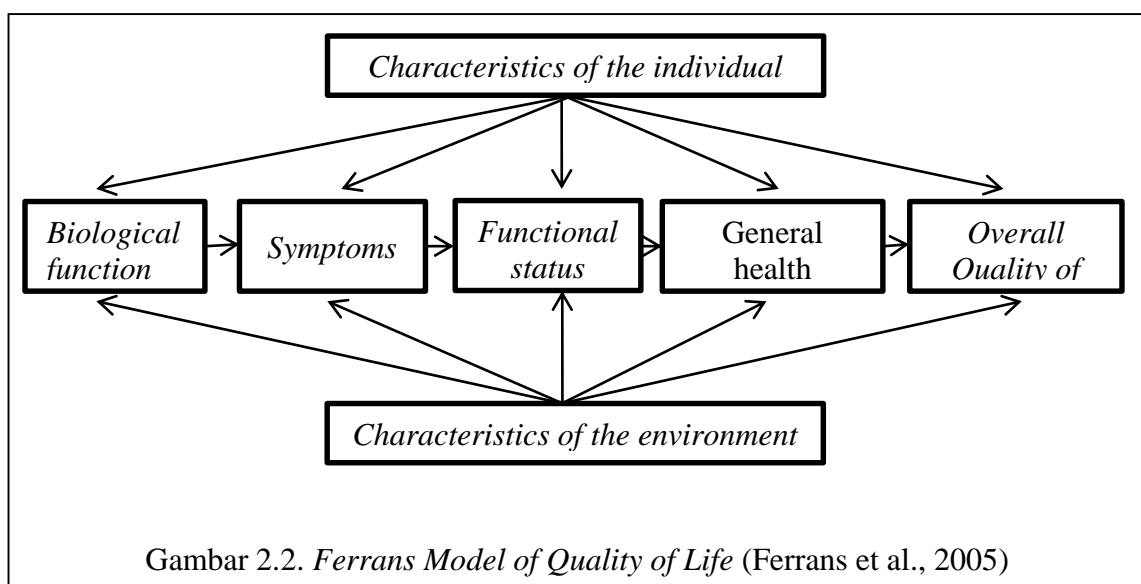 Characteristics of the individual
Biological
function
Symptoms
Functional
status
General
health
Overall
Quality of
Characteristics of the environment
Gambar 2.2. Ferrans Model of Quality of Life (Ferrans et al., 2005)